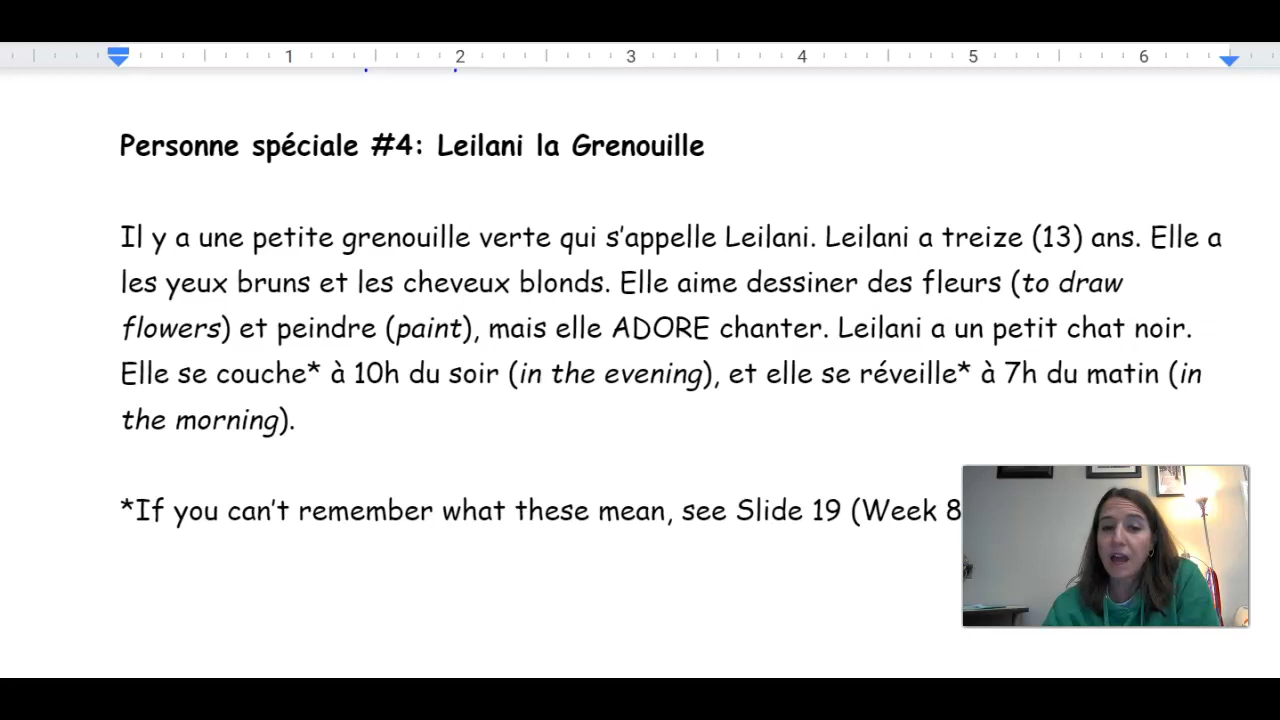 1 2 3 4 5 6
Personne spéciale #4: Leilani la Grenouille
Il y a une petite grenouille verte qui s'appelle Leilani. Leilani a treize (13) ans. Elle a
les yeux bruns et les cheveux blonds. Elle aime dessiner des fleurs (to draw
flowers) et peindre (paint), mais elle ADORE chanter. Leilani a un petit chat noir.
Elle se couche* à 10h du soir (in the evening), et elle se réveille* à 7h du matin (in
the morning).
*If you can't remember what these mean, see Slide 19 (Week 8